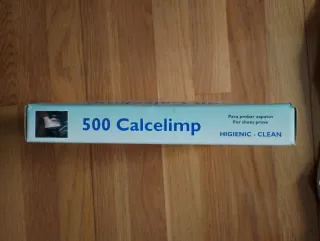 500 Calcelimp
Para probar zapatos
For shoes prove
HIGIENIC - CLEAN